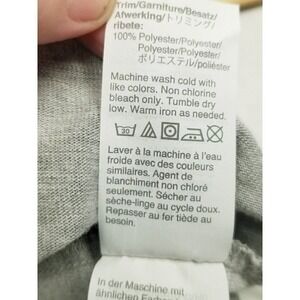 Trim/Garniture/Besatz/
Afwerking/トリミング/
ribete:
100% Polyester/Polyester/
Polyester/Polyester/
ポリエステル/poliéster
Machine wash cold with
like colors. Non chlorine
bleach only. Tumble dry
low. Warm iron as needed.
30
Laver à la machine à l'eau
froide avec des couleurs
similaires. Agent de
blanchiment non chloré
seulement. Sécher au
sèche-linge au cycle doux.
Repasser au fer tiède au
besoin.
In der Maschine mit
ähnlichen Farben